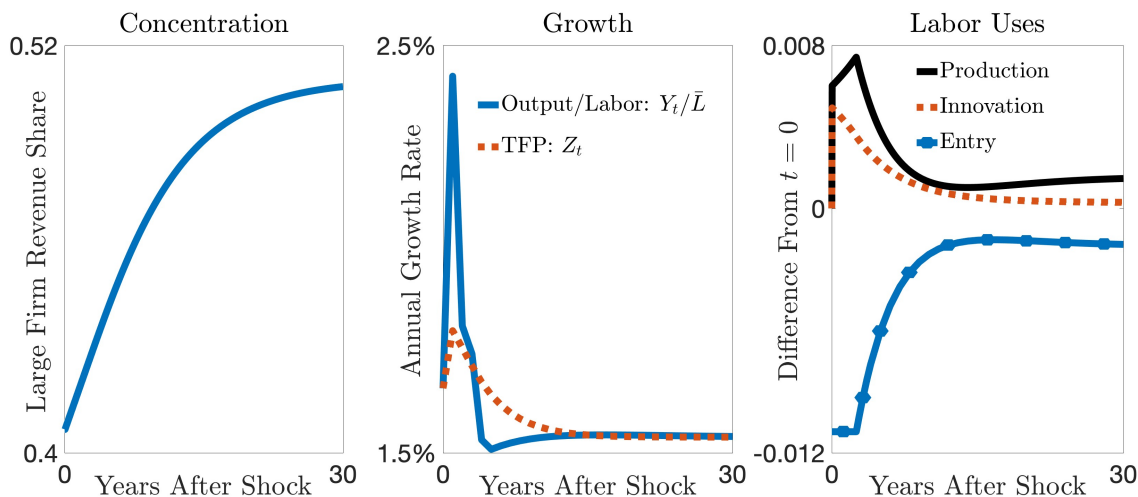 Concentration
0.52
Large Firm Revenue Share
0.4
0
30
Years After Shock
Growth
2.5%
Annual Growth Rate
Output/Labor: Y_t/L̄
TFP: Z_t
1.5%
0
30
Years After Shock
Labor Uses
0.008
Difference From t = 0
Production
Innovation
Entry
0
-0.012
0
30
Years After Shock